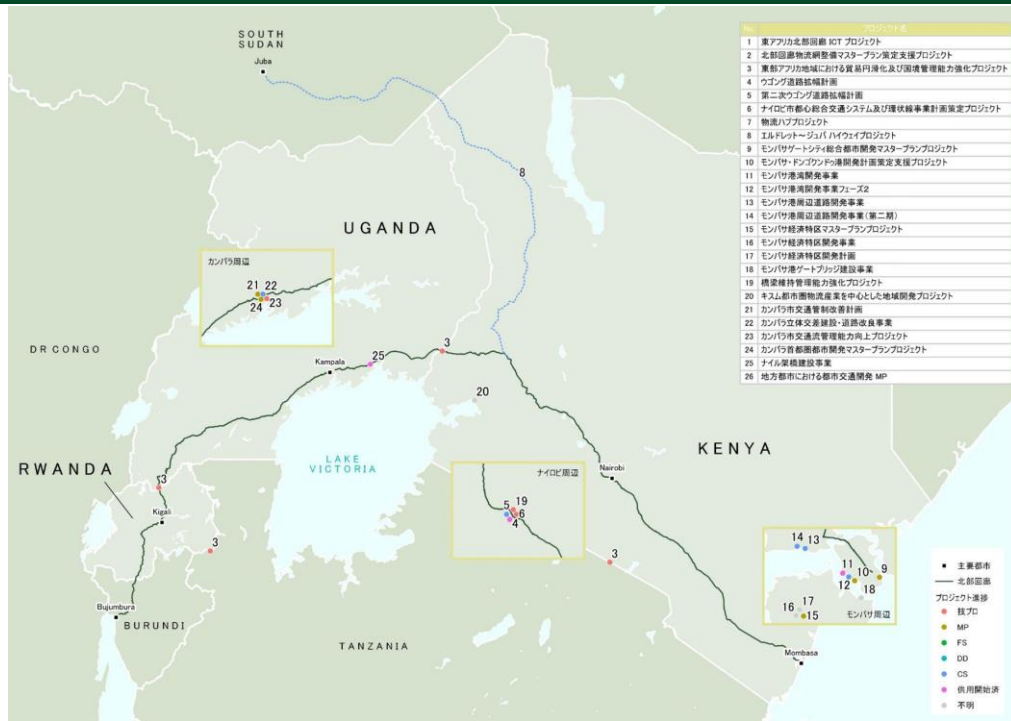 SOUTH
SUDAN
Juba
8
UGANDA
カンパラ周辺
21
22
24
23
DR CONGO
Kampala
25
3
20
LAKE
VICTORIA
KENYA
RWANDA
3
Kigali
3
Nairobi
ナイロビ周辺
5
19
6
4
3
14
13
11
10
9
12
18
17
16
15
モンバサ周辺
Bujumbura
BURUNDI
TANZANIA
Mombasa
No. プロジェクト名
1 東アフリカ北部回廊 ICT プロジェクト
2 北部回廊物流網整備マスタープラン策定支援プロジェクト
3 東部アフリカ地域における貿易円滑化及び国境管理能力強化プロジェクト
4 ウゴング道路拡幅計画
5 第二次ウゴング道路拡幅計画
6 ナイロビ市都心総合交通システム及び環状線事業計画策定プロジェクト
7 物流ハブプロジェクト
8 エルドレット～ジュバ ハイウェイプロジェクト
9 モンバサゲートシティ総合都市開発マスタープランプロジェクト
10 モンバサ・ドンゴクンドゥ港開発計画策定支援プロジェクト
11 モンバサ港湾開発事業
12 モンバサ港湾開発事業フェーズ2
13 モンバサ港周辺道路開発事業
14 モンバサ港周辺道路開発事業（第二期）
15 モンバサ経済特区マスタープランプロジェクト
16 モンバサ経済特区開発事業
17 モンバサ経済特区開発計画
18 モンバサ港ゲートブリッジ建設事業
19 橋梁維持管理能力強化プロジェクト
20 キスム都市圏物流産業を中心とした地域開発プロジェクト
21 カンパラ市交通管制改善計画
22 カンパラ立体交差建設・道路改良事業
23 カンパラ市交通流管理能力向上プロジェクト
24 カンパラ首都圏都市開発マスタープランプロジェクト
25 ナイル架橋建設事業
26 地方都市における都市交通開発 MP
主要都市
北部回廊
プロジェクト進捗
技プロ
MP
FS
DD
CS
供用開始済
不明